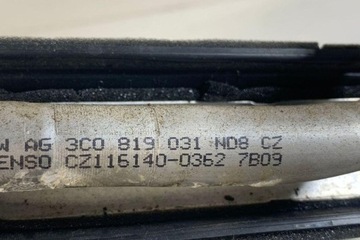 W AG 3C0 819 031 ND8 CZ
ENSO CZ116140-0362 7B09